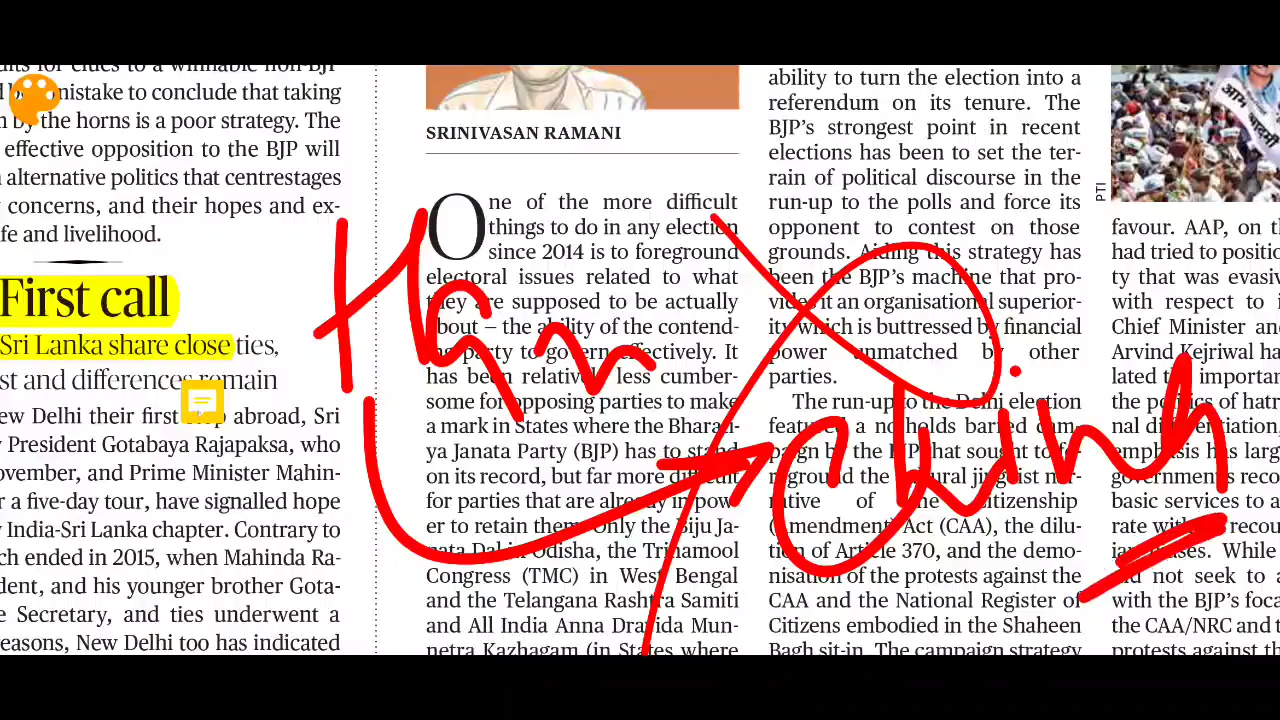 d b mistake to conclude that taking
by the horns is a poor strategy. The
effective opposition to the BJP will
alternative politics that centrestages
concerns, and their hopes and ex-
fe and livelihood.
First call
Sri Lanka share close ties,
st and differences remain
ew Delhi their first stop abroad, Sri
President Gotabaya Rajapaksa, who
ovember, and Prime Minister Mahin-
r a five-day tour, have signalled hope
India-Sri Lanka chapter. Contrary to
ch ended in 2015, when Mahinda Ra-
dent, and his younger brother Gota-
e Secretary, and ties underwent a
reasons, New Delhi too has indicated
SRINIVASAN RAMANI
One of the more difficult
things to do in any election
since 2014 is to foreground
electoral issues related to what
they are supposed to be actually
about – the ability of the contend-
ing party to govern effectively. It
has been relatively less cumber-
some for opposing parties to make
a mark in States where the Bharati-
ya Janata Party (BJP) has to stand
on its record, but far more difficult
for parties that are already in pow-
er to retain them. Only the Biju Ja-
nata Dal in Odisha, the Trinamool
Congress (TMC) in West Bengal
and the Telangana Rashtra Samiti
and All India Anna Dravida Mun-
netra Kazhagam (in States where
ability to turn the election into a
referendum on its tenure. The
BJP’s strongest point in recent
elections has been to set the ter-
rain of political discourse in the
run-up to the polls and force its
opponent to contest on those
grounds. Aiding this strategy has
been the BJP’s machine that pro-
vides it an organisational superior-
ity which is buttressed by financial
power unmatched by other
parties.
The run-up to the Delhi election
featured a no holds barred cam-
paign by the BJP that sought to fo-
reground the cultural jingoist nar-
rative of the Citizenship
(Amendment) Act (CAA), the dilu-
tion of Article 370, and the demo-
nisation of the protests against the
CAA and the National Register of
Citizens embodied in the Shaheen
Bagh sit-in. The campaign strategy
PTI
favour. AAP, on t
had tried to positio
ty that was evasiv
with respect to
Chief Minister an
Arvind Kejriwal ha
lated the importan
the politics of hatr
nal differentiation,
emphasis has larg
government's reco
basic services to a
rate with recou
ian issues. While
did not seek to a
with the BJP’s foca
the CAA/NRC and t
protests against th